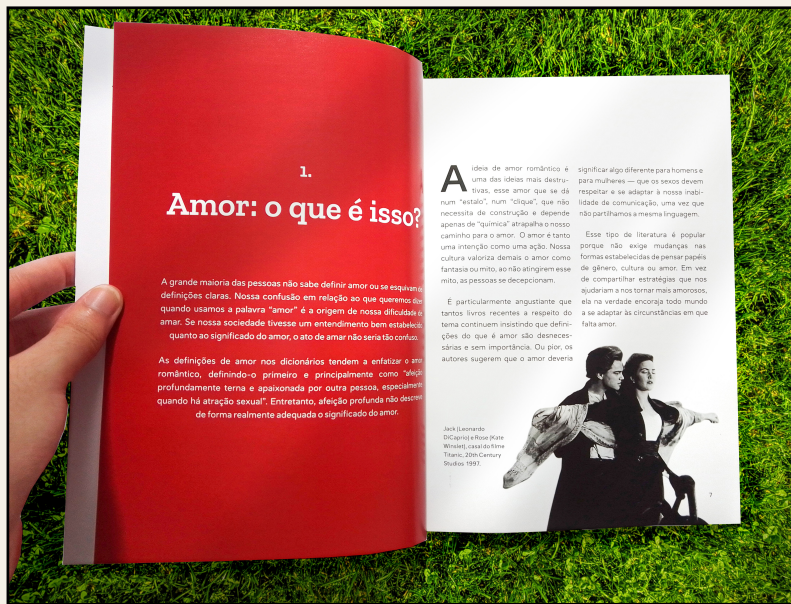 1.
Amor: o que é isso?
A grande maioria das pessoas não sabe definir amor ou se esquivam de
definições claras. Nossa confusão em relação ao que queremos dizer
quando usamos a palavra “amor” é a origem de nossa dificuldade de
amar. Se nossa sociedade tivesse um entendimento bem estabelecido
quanto ao significado do amor, o ato de amar não seria tão confuso.
As definições de amor nos dicionários tendem a enfatizar o amor
romântico, definindo-o primeiro e principalmente como “afeição
profundamente terna e apaixonada por outra pessoa, especialmente
quando há atração sexual”. Entretanto, afeição profunda não descreve
de forma realmente adequada o significado do amor.
A ideia de amor romântico é
uma das ideias mais destru-
tivas, esse amor que se dá
num “estalo”, num “clique”, que não
necessita de construção e depende
apenas de “química” atrapalha o nosso
caminho para o amor. O amor é tanto
uma intenção como uma ação. Nossa
cultura valoriza demais o amor como
fantasia ou mito, ao não atingirem esse
mito, as pessoas se decepcionam.
É particularmente angustiante que
tantos livros recentes a respeito do
tema continuem insistindo que defini-
ções do que é amor são desneces-
sárias e sem importância. Ou pior, os
autores sugerem que o amor deveria
significar algo diferente para homens e
para mulheres — que os sexos devem
respeitar e se adaptar à nossa inabi-
lidade de comunicação, uma vez que
não partilhamos a mesma linguagem.
Esse tipo de literatura é popular
porque não exige mudanças nas
formas estabelecidas de pensar papéis
de gênero, cultura ou amor. Em vez
de compartilhar estratégias que nos
ajudariam a nos tornar mais amorosos,
ela na verdade encoraja todo mundo
a se adaptar às circunstâncias em que
falta amor.
Jack (Leonardo
DiCaprio) e Rose (Kate
Winslet), casal do filme
Titanic, 20th Century
Studios 1997.
7